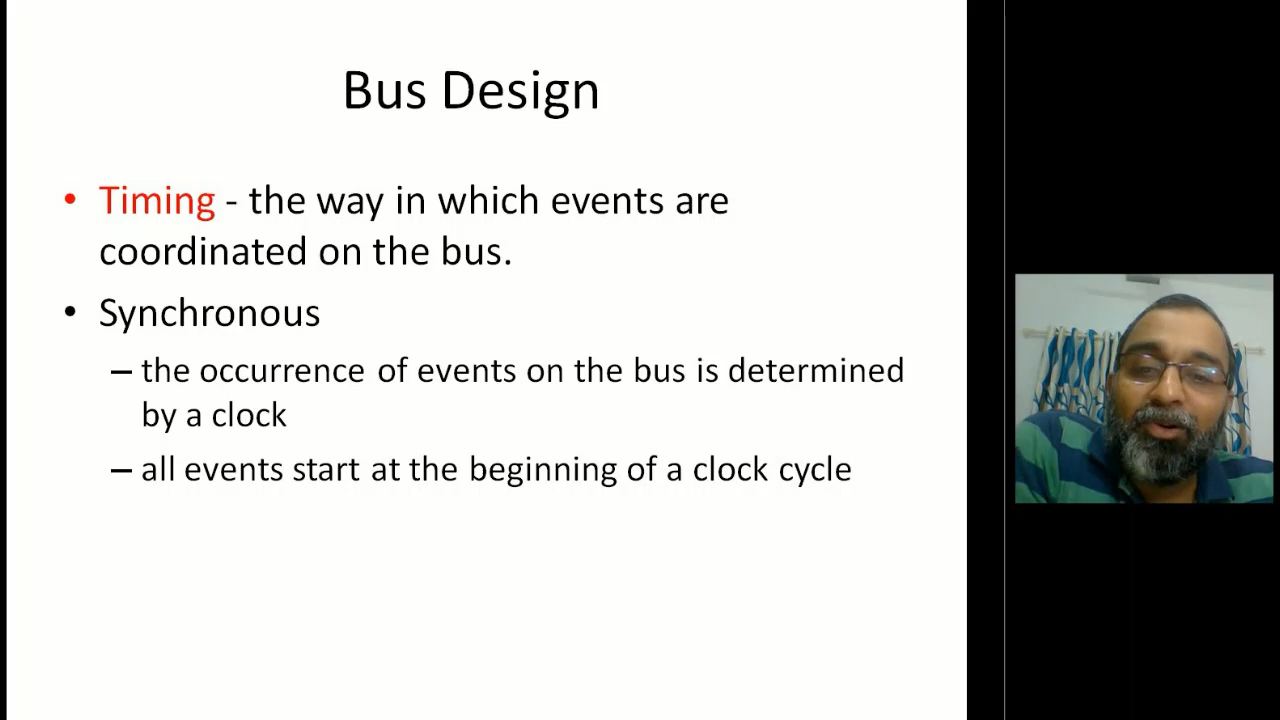 Bus Design
• Timing - the way in which events are
coordinated on the bus.
• Synchronous
– the occurrence of events on the bus is determined
by a clock
– all events start at the beginning of a clock cycle